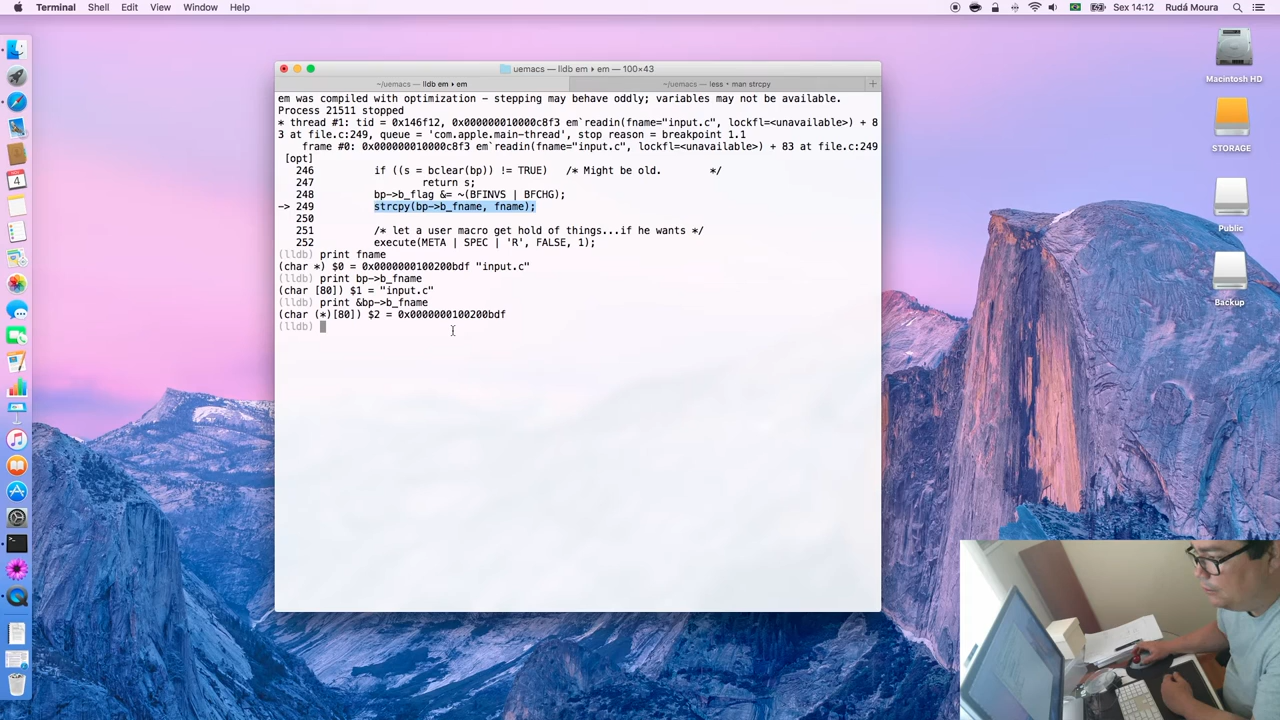 Terminal Shell Edit View Window Help
Sex 14:12 Rudá Moura
uemacs — lldb em ▸ em — 100×43
~/uemacs — lldb em ▸ em
~/uemacs — less ◂ man strcpy
em was compiled with optimization - stepping may behave oddly; variables may not be available.
Process 21511 stopped
* thread #1: tid = 0x146f12, 0x000000010000c8f3 em`readin(fname="input.c", lockfl=<unavailable>) + 8
3 at file.c:249, queue = 'com.apple.main-thread', stop reason = breakpoint 1.1
frame #0: 0x000000010000c8f3 em`readin(fname="input.c", lockfl=<unavailable>) + 83 at file.c:249
[opt]
246 if ((s = bclear(bp)) != TRUE) /* Might be old. */
247 return s;
248 bp->b_flag &= ~(BFINVS | BFCHG);
-> 249 strcpy(bp->b_fname, fname);
250
251 /* let a user macro get hold of things...if he wants */
252 execute(META | SPEC | 'R', FALSE, 1);
(lldb) print fname
(char *) $0 = 0x0000000100200bdf "input.c"
(lldb) print bp->b_fname
(char [80]) $1 = "input.c"
(lldb) print &bp->b_fname
(char (*)[80]) $2 = 0x0000000100200bdf
(lldb)
Macintosh HD
STORAGE
Public
Backup
4